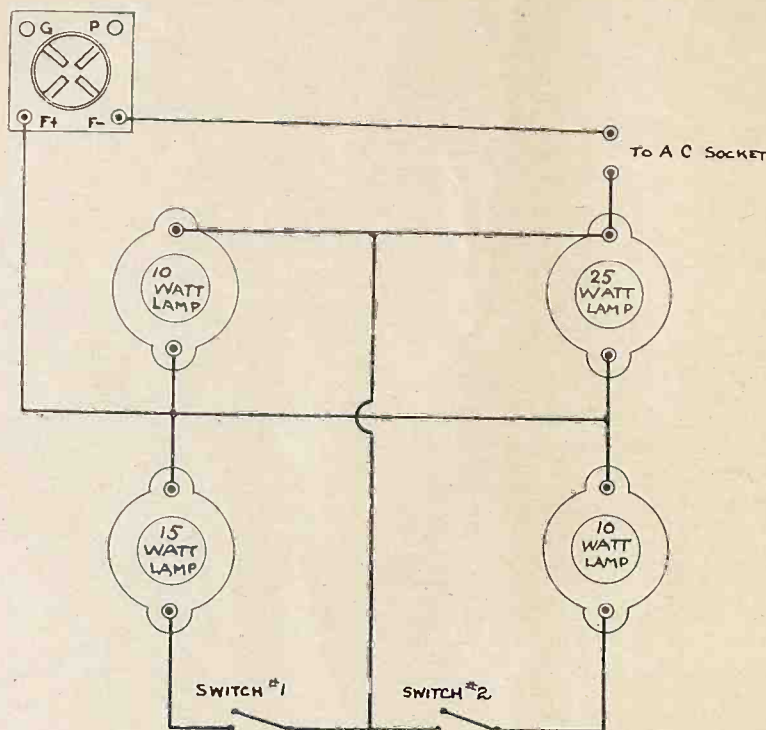 G P
F+ F-
TO A C SOCKET
10
WATT
LAMP
25
WATT
LAMP
15
WATT
LAMP
10
WATT
LAMP
SWITCH #1
SWITCH #2